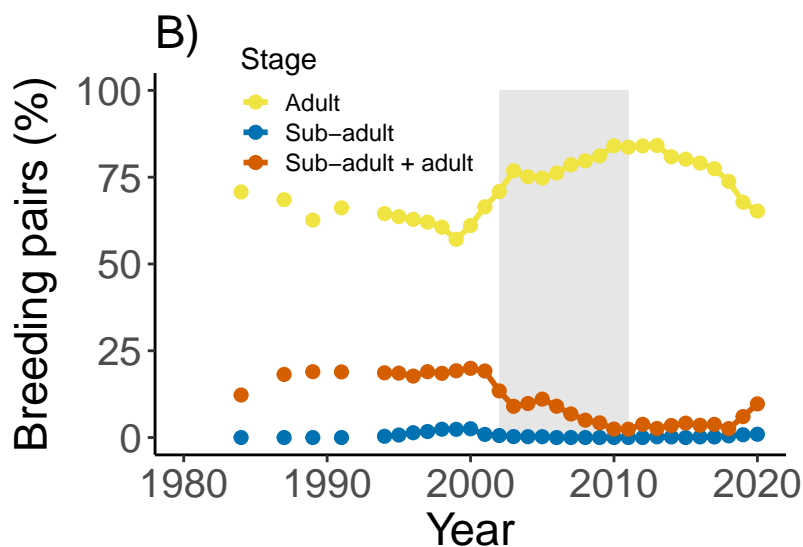 B)
Stage
Adult
Sub−adult
Sub−adult + adult
Breeding pairs (%)
100
75
50
25
0
1980 1990 2000 2010 2020
Year